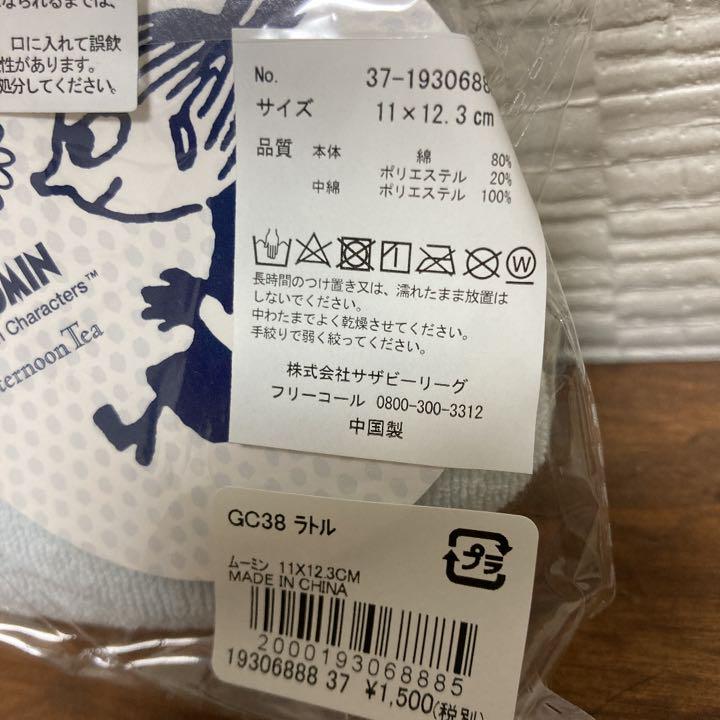 なられるまでは、
口に入れて誤飲
性があります。
処分してください。
No. 37-1930688
サイズ 11×12.3cm
品質 本体 綿 80%
ポリエステル 20%
中綿 ポリエステル 100%
W
長時間のつけ置き又は、濡れたまま放置は
しないでください。
中わたまでよく乾燥させてください。
手絞りで弱く絞ってください。
株式会社サザビーリーグ
フリーコール 0800-300-3312
中国製
OMIN
Characters™
ternoon Tea
GC38 ラトル
プラ
ムーミン 11X12.3CM
MADE IN CHINA
2000193068885
19306888 37 ¥1,500(税別)